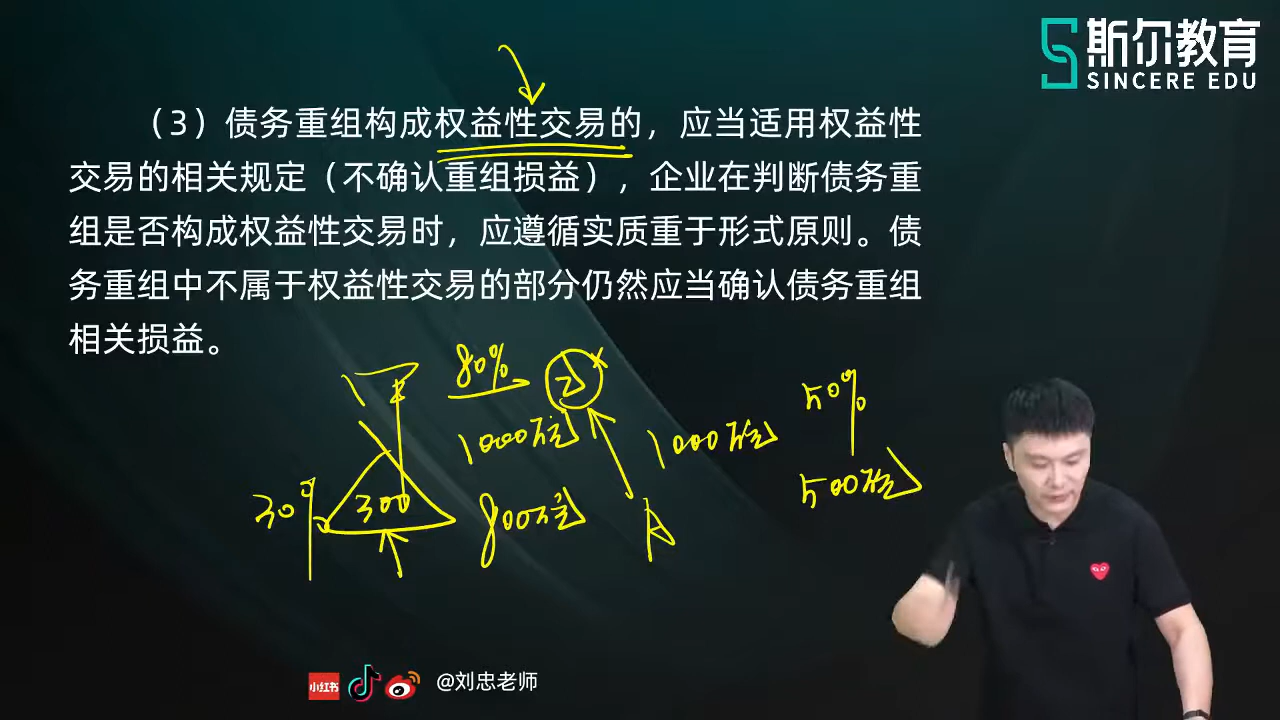 斯尔教育
SINCERE EDU
（3）债务重组构成权益性交易的，应当适用权益性
交易的相关规定（不确认重组损益），企业在判断债务重
组是否构成权益性交易时，应遵循实质重于形式原则。债
务重组中不属于权益性交易的部分仍然应当确认债务重组
相关损益。
80%
50%
1000万元
1000万元
30%
300
800万元
500万元
A
小红书
@刘忠老师